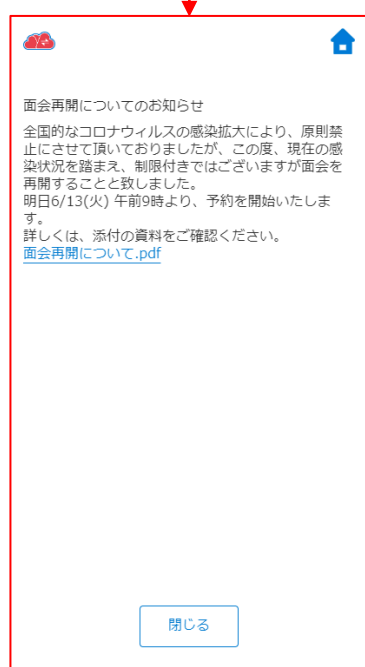 面会再開についてのお知らせ
全国的なコロナウィルスの感染拡大により、原則禁
止にさせて頂いておりましたが、この度、現在の感
染状況を踏まえ、制限付きではございますが面会を
再開することと致しました。
明日6/13(火) 午前9時より、予約を開始いたしま
す。
詳しくは、添付の資料をご確認ください。
面会再開について.pdf
閉じる